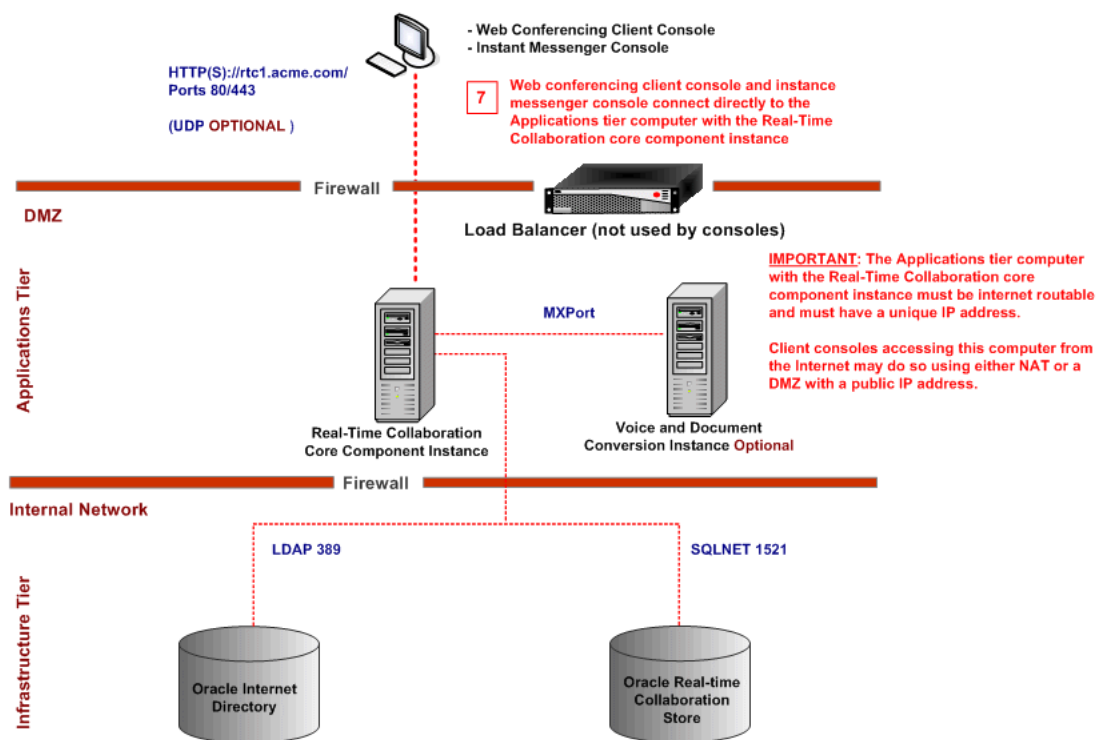 - Web Conferencing Client Console
- Instant Messenger Console
HTTP(S)://rtc1.acme.com/
Ports 80/443
(UDP OPTIONAL )
7
Web conferencing client console and instance
messenger console connect directly to the
Applications tier computer with the Real-Time
Collaboration core component instance
Firewall
DMZ
Load Balancer (not used by consoles)
Applications Tier
IMPORTANT: The Applications tier computer
with the Real-Time Collaboration core
component instance must be internet routable
and must have a unique IP address.
Client consoles accessing this computer from
the Internet may do so using either NAT or a
DMZ with a public IP address.
MXPort
Real-Time Collaboration
Core Component Instance
Voice and Document
Conversion Instance Optional
Firewall
Internal Network
Infrastructure Tier
LDAP 389
SQLNET 1521
Oracle Internet
Directory
Oracle Real-time
Collaboration
Store